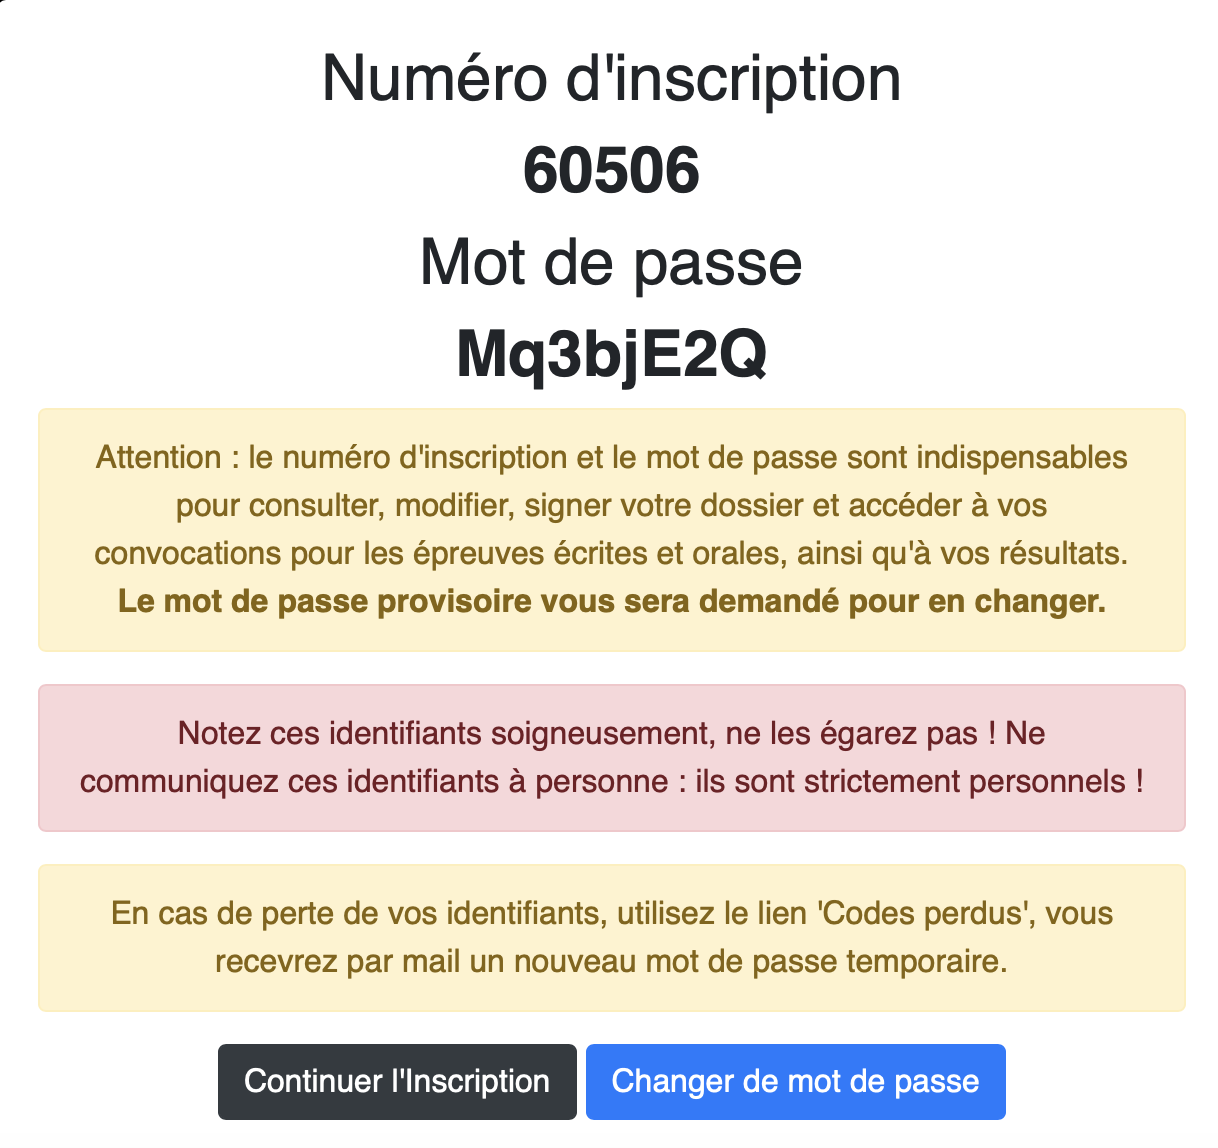 Numéro d'inscription
60506
Mot de passe
Mq3bjE2Q
Attention : le numéro d'inscription et le mot de passe sont indispensables
pour consulter, modifier, signer votre dossier et accéder à vos
convocations pour les épreuves écrites et orales, ainsi qu'à vos résultats.
Le mot de passe provisoire vous sera demandé pour en changer.
Notez ces identifiants soigneusement, ne les égarez pas ! Ne
communiquez ces identifiants à personne : ils sont strictement personnels !
En cas de perte de vos identifiants, utilisez le lien 'Codes perdus', vous
recevrez par mail un nouveau mot de passe temporaire.
Continuer l'Inscription
Changer de mot de passe